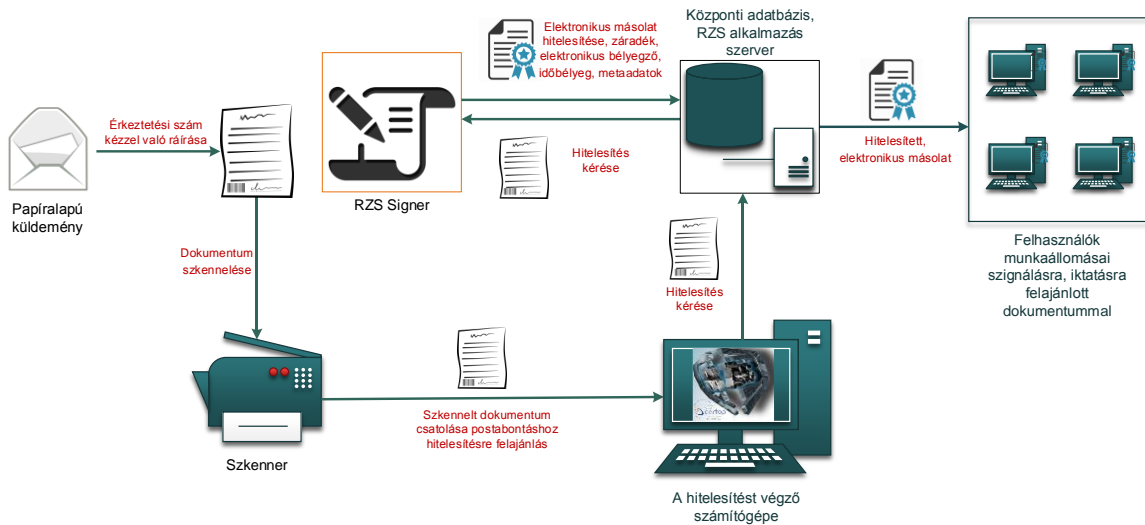 Elektronikus másolat
hitelesítése, záradék,
elektronikus bélyegző,
időbélyeg, metaadatok
Központi adatbázis,
RZS alkalmazás
szerver
Érkeztetési szám
kézzel való ráírása
Papíralapú
küldemény
RZS Signer
Hitelesítés
kérése
Hitelesített,
elektronikus másolat
Felhasználók
munkaállomásai
szignálásra, iktatásra
felajánlott
dokumentummal
Dokumentum
szkennelése
Hitelesítés
kérése
Szkennelt dokumentum
csatolása postabontáshoz
hitelesítésre felajánlás
Szkenner
certop
A hitelesítést végző
számítógépe